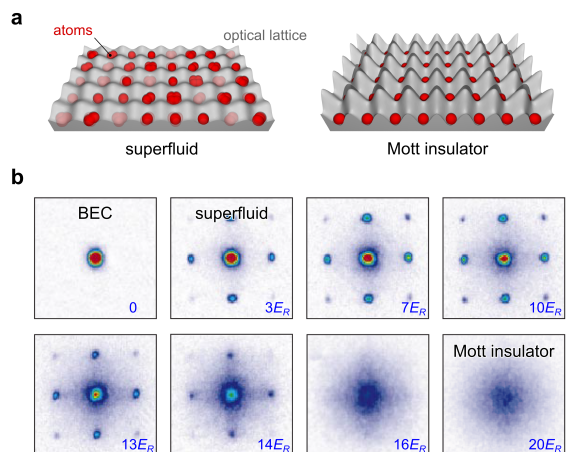 a
atoms
optical lattice
superfluid
Mott insulator
b
BEC
0
superfluid
3E_R
7E_R
10E_R
13E_R
14E_R
16E_R
Mott insulator
20E_R